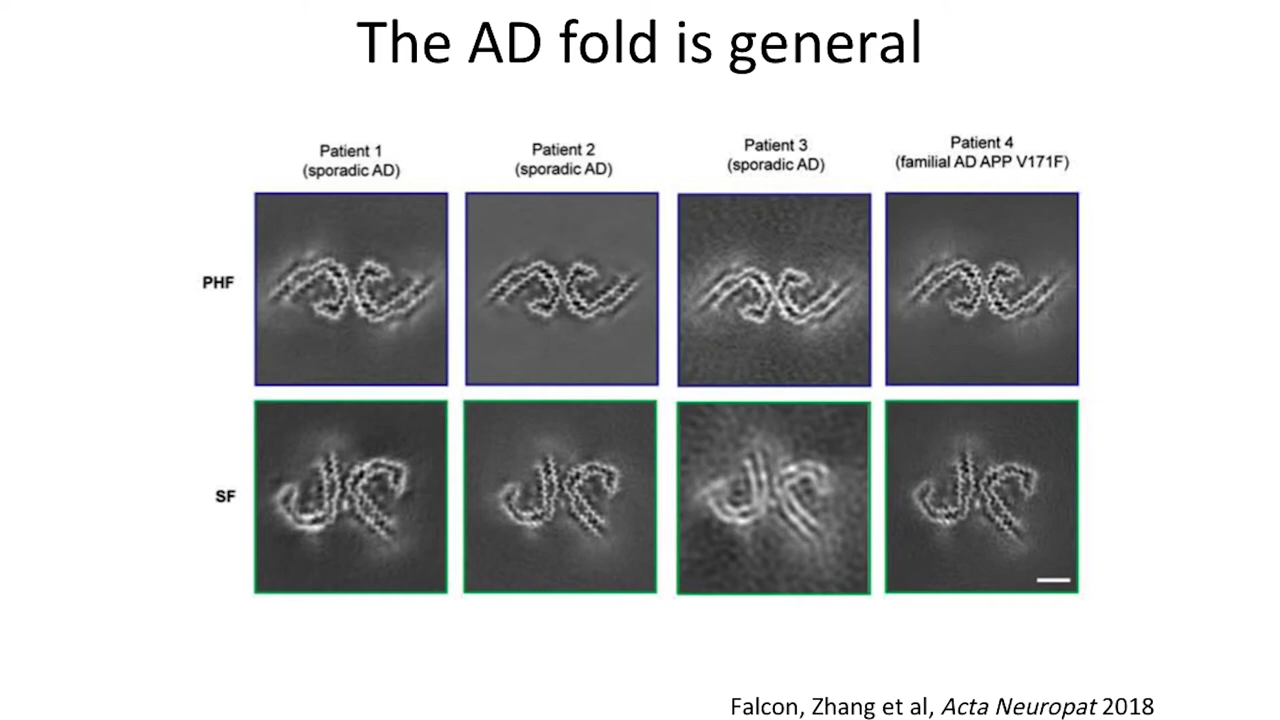 The AD fold is general
Patient 1
(sporadic AD)
Patient 2
(sporadic AD)
Patient 3
(sporadic AD)
Patient 4
(familial AD APP V171F)
PHF
SF
Falcon, Zhang et al, Acta Neuropat 2018